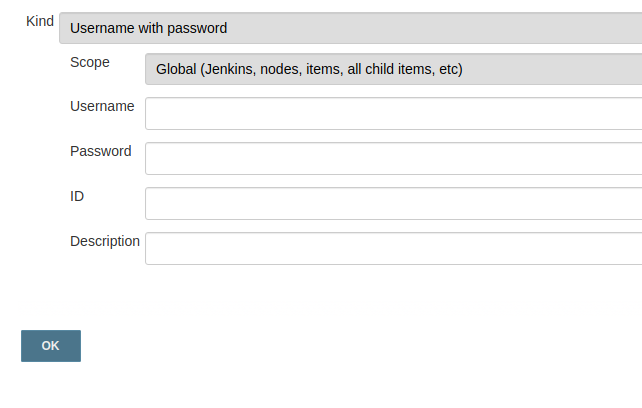 Kind Username with password
Scope Global (Jenkins, nodes, items, all child items, etc)
Username
Password
ID
Description
OK